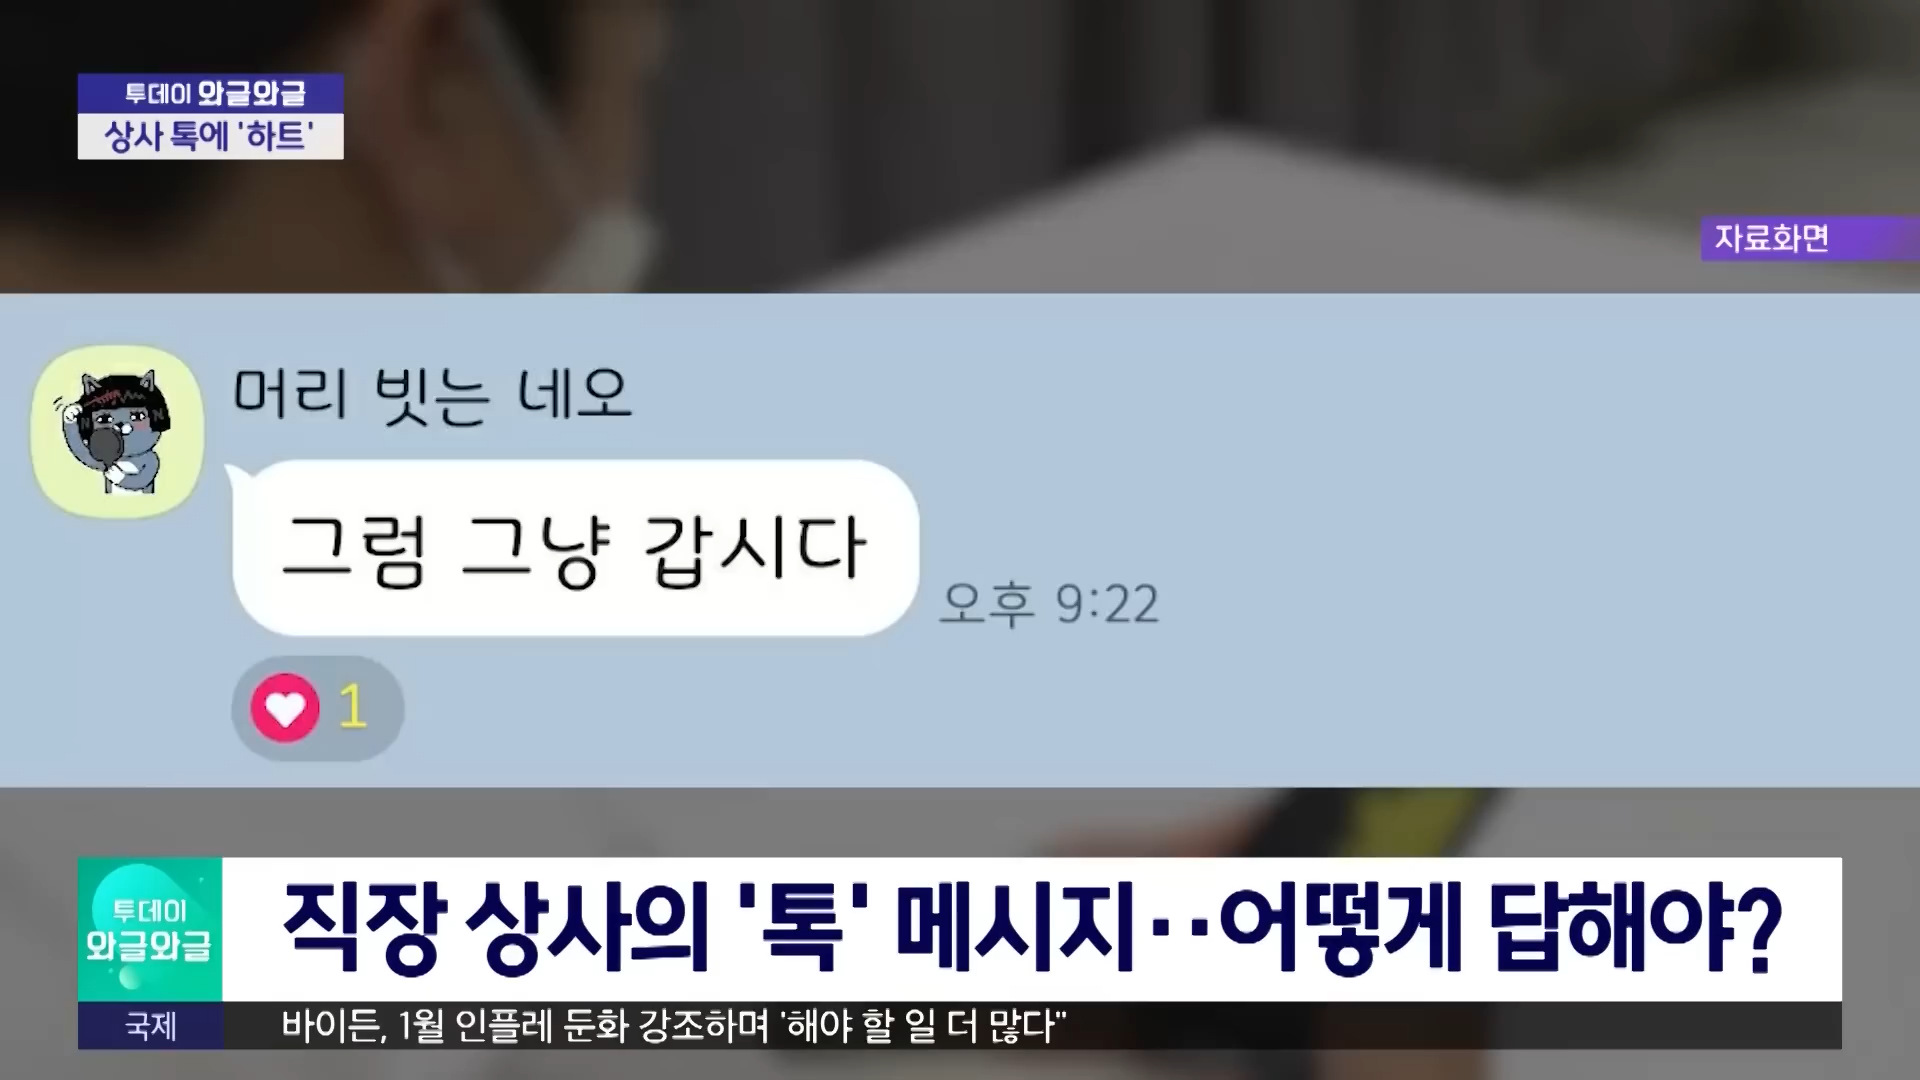 투데이 와글와글
상사 톡에 '하트'
자료화면
머리 빗는 네오
그럼 그냥 갑시다
오후 9:22
1
직장 상사의 '톡' 메시지··어떻게 답해야?
투데이
와글와글
국제
바이든, 1월 인플레 둔화 강조하며 '해야 할 일 더 많다"